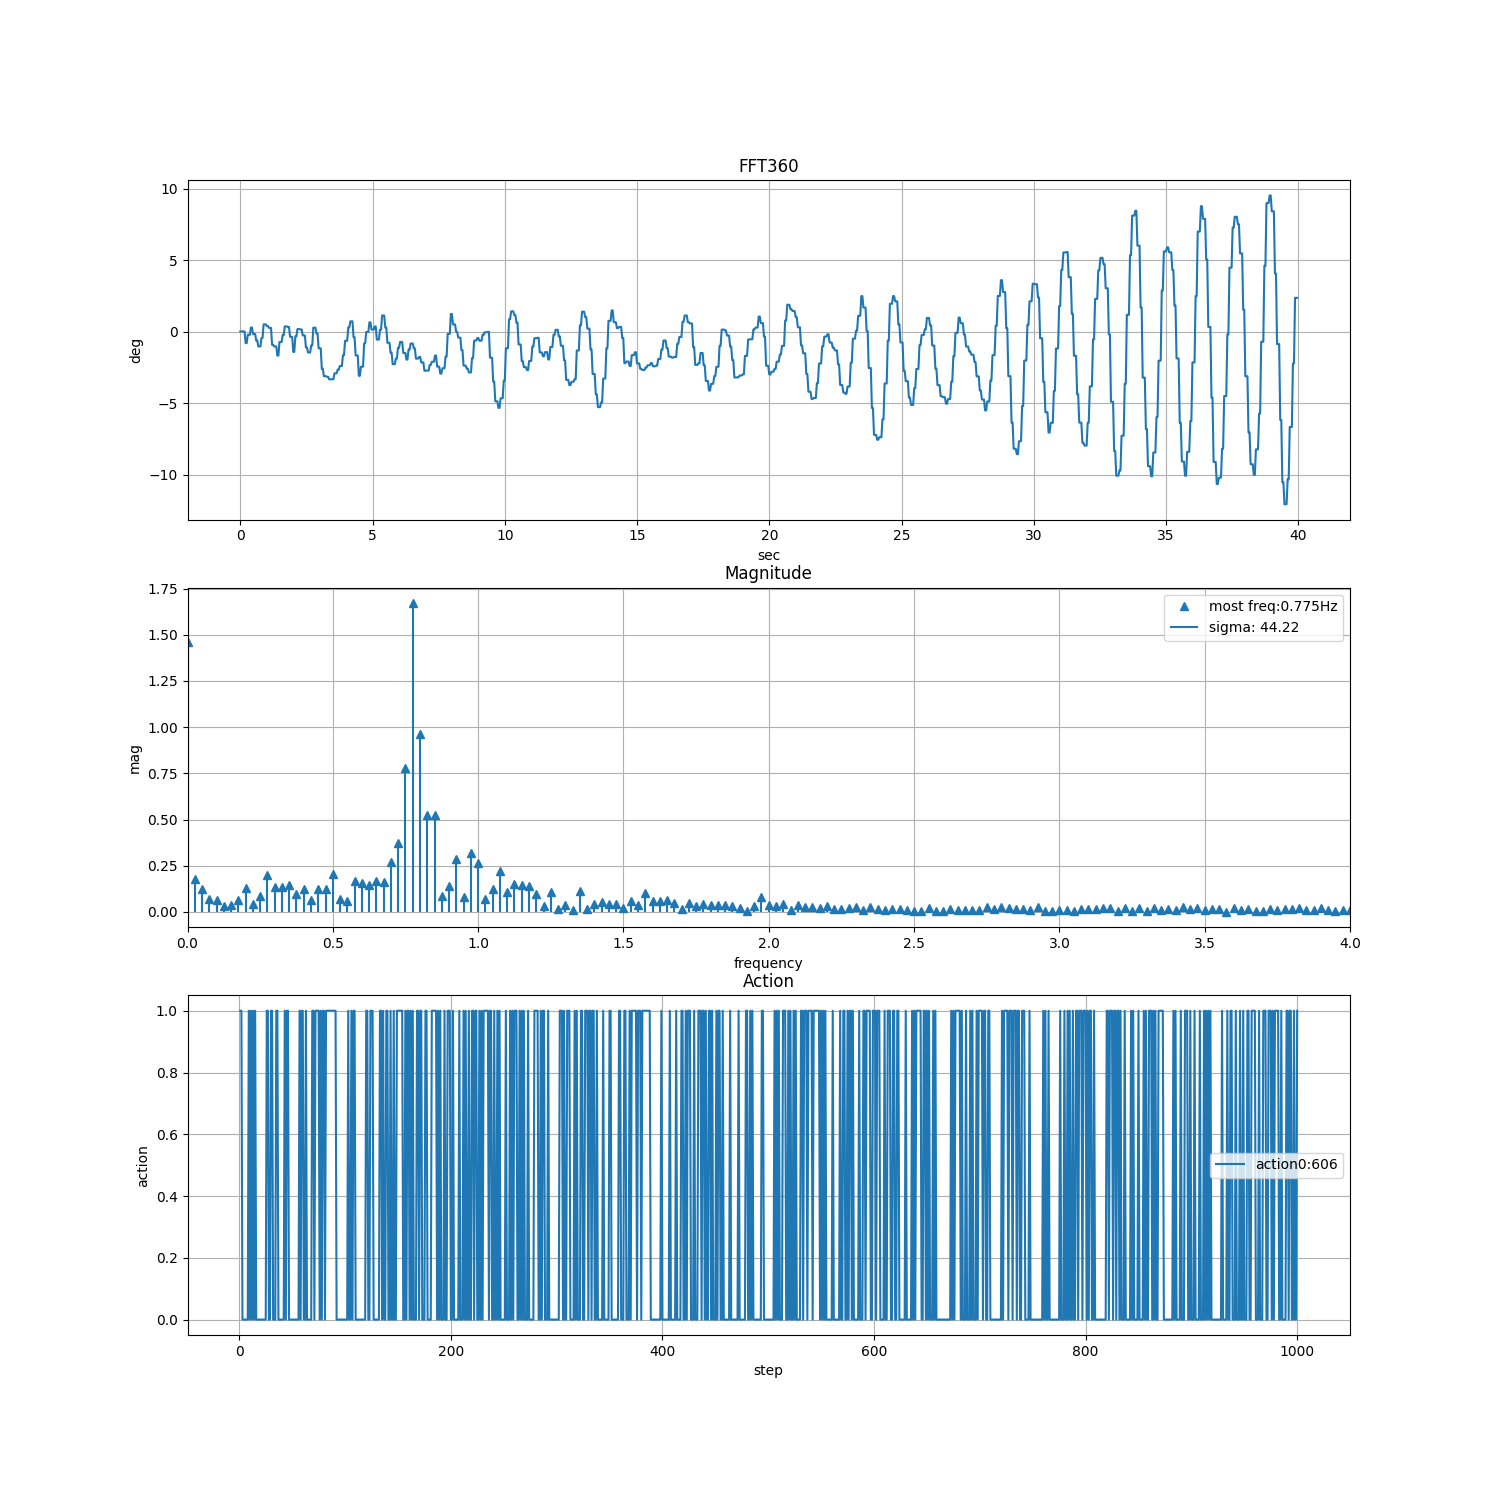 FFT360
10
5
0
−5
−10
deg
0 5 10 15 20 25 30 35 40
sec
Magnitude
1.75
1.50
1.25
1.00
0.75
0.50
0.25
0.00
mag
most freq:0.775Hz
sigma: 44.22
0.0 0.5 1.0 1.5 2.0 2.5 3.0 3.5 4.0
frequency
Action
1.0
0.8
0.6
0.4
0.2
0.0
action
action0:606
0 200 400 600 800 1000
step